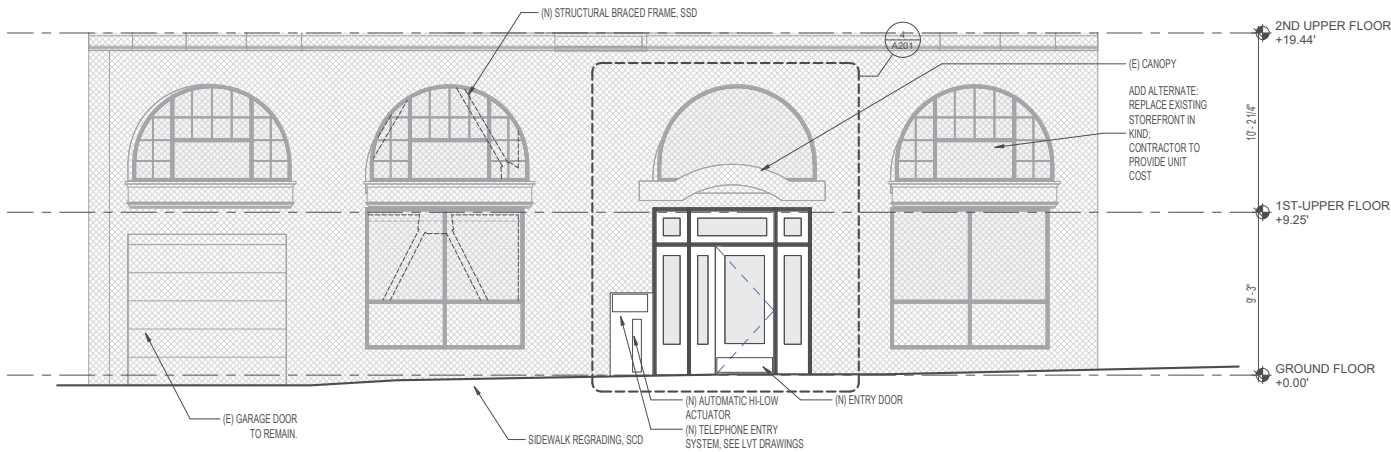 (N) STRUCTURAL BRACED FRAME, SSD
4
A201
2ND UPPER FLOOR
+19.44'
(E) CANOPY
ADD ALTERNATE:
REPLACE EXISTING
STOREFRONT IN
KIND;
CONTRACTOR TO
PROVIDE UNIT
COST
10' - 2 1/4"
1ST-UPPER FLOOR
+9.25'
9' - 3"
GROUND FLOOR
+0.00'
(E) GARAGE DOOR
TO REMAIN.
SIDEWALK REGRADING, SCD
(N) AUTOMATIC HI-LOW
ACTUATOR
(N) TELEPHONE ENTRY
SYSTEM, SEE LVT DRAWINGS
(N) ENTRY DOOR